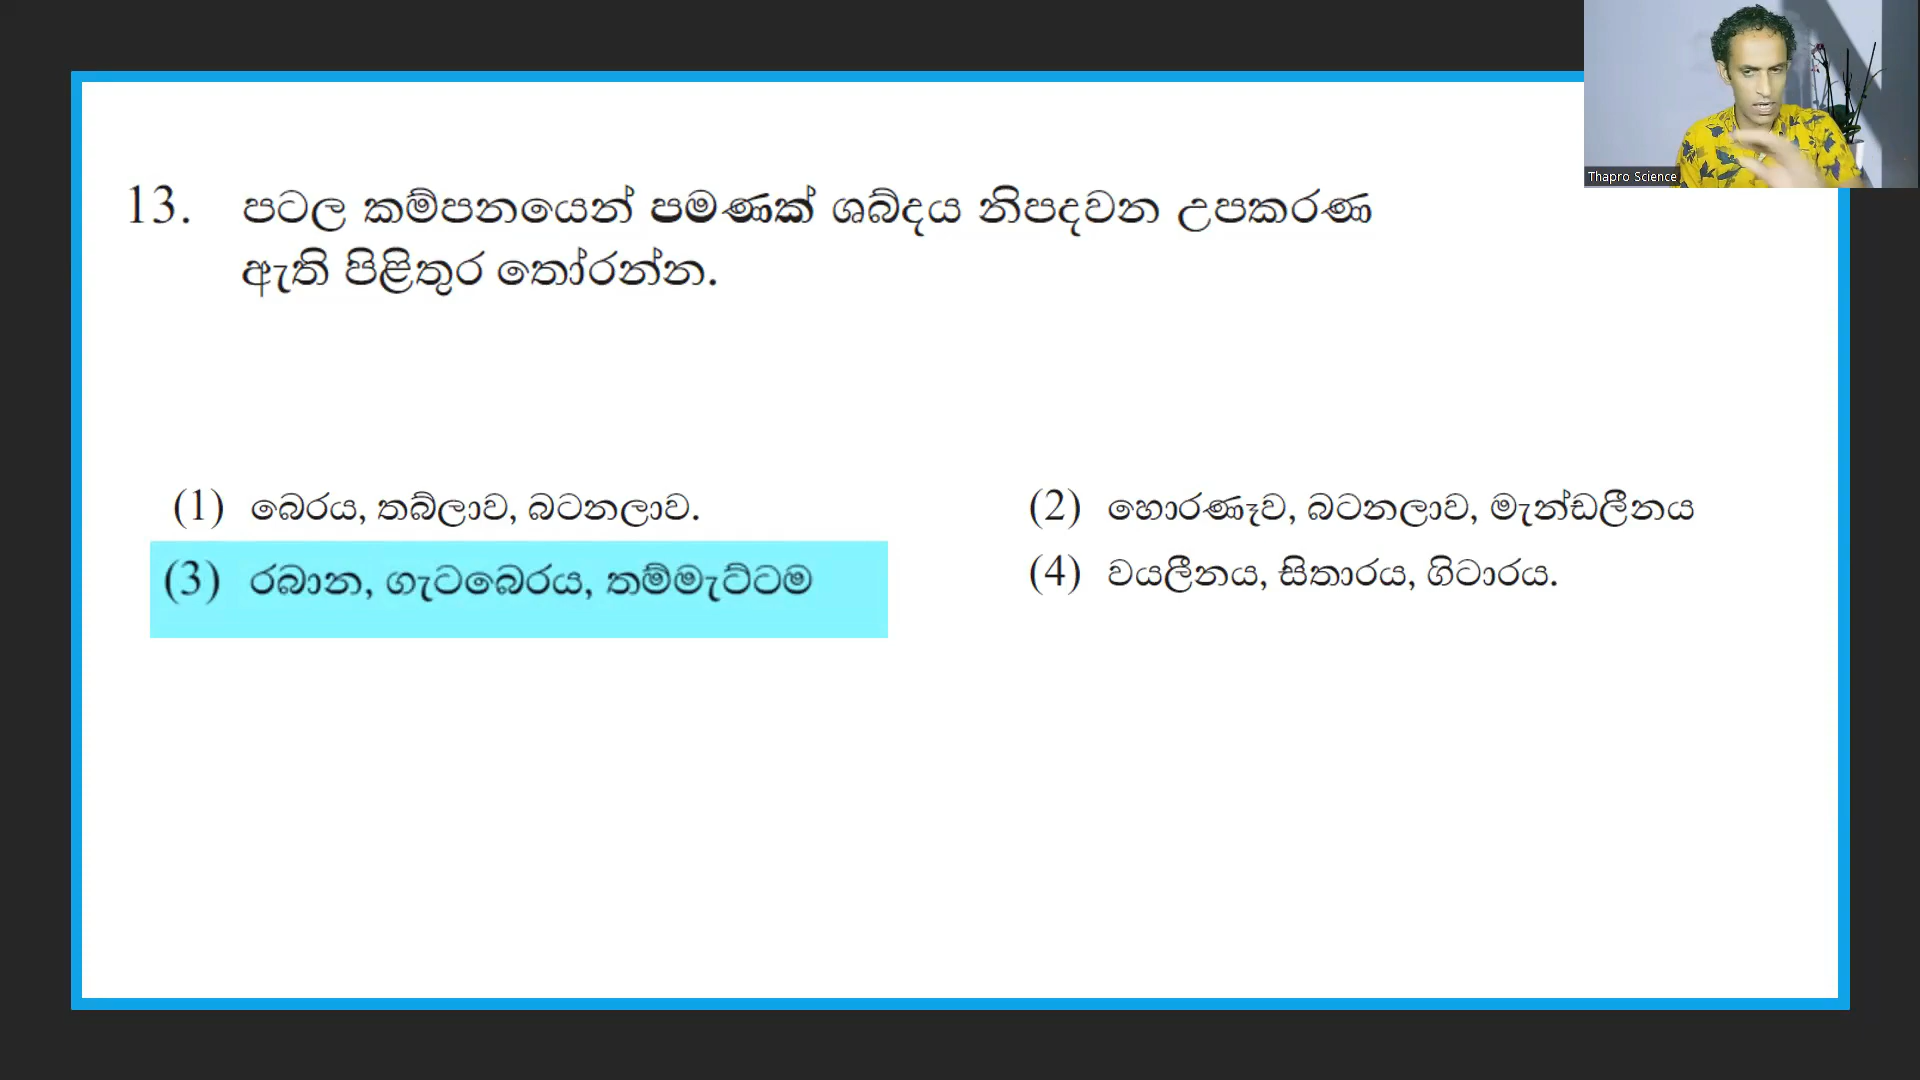 Thapro Science
13. පටල කම්පනයෙන් පමණක් ශබ්දය නිපදවන උපකරණ
ඇති පිළිතුර තෝරන්න.
(1) බෙරය, තබ්ලාව, බටනලාව.
(2) හොරණෑව, බටනලාව, මැන්ඩලීනය
(3) රබාන, ගැටබෙරය, තම්මැට්ටම
(4) වයලීනය, සිතාරය, ගිටාරය.